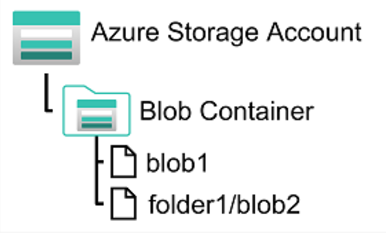 Azure Storage Account
Blob Container
blob1
folder1/blob2